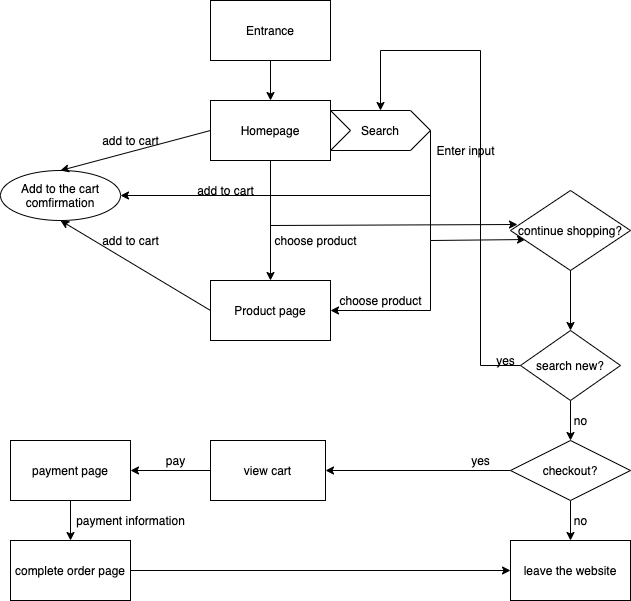 Entrance
Homepage
Search
add to cart
Enter input
Add to the cart
comfirmation
add to cart
continue shopping?
add to cart
choose product
Product page
choose product
yes
search new?
no
payment page
pay
view cart
yes
checkout?
payment information
no
complete order page
leave the website